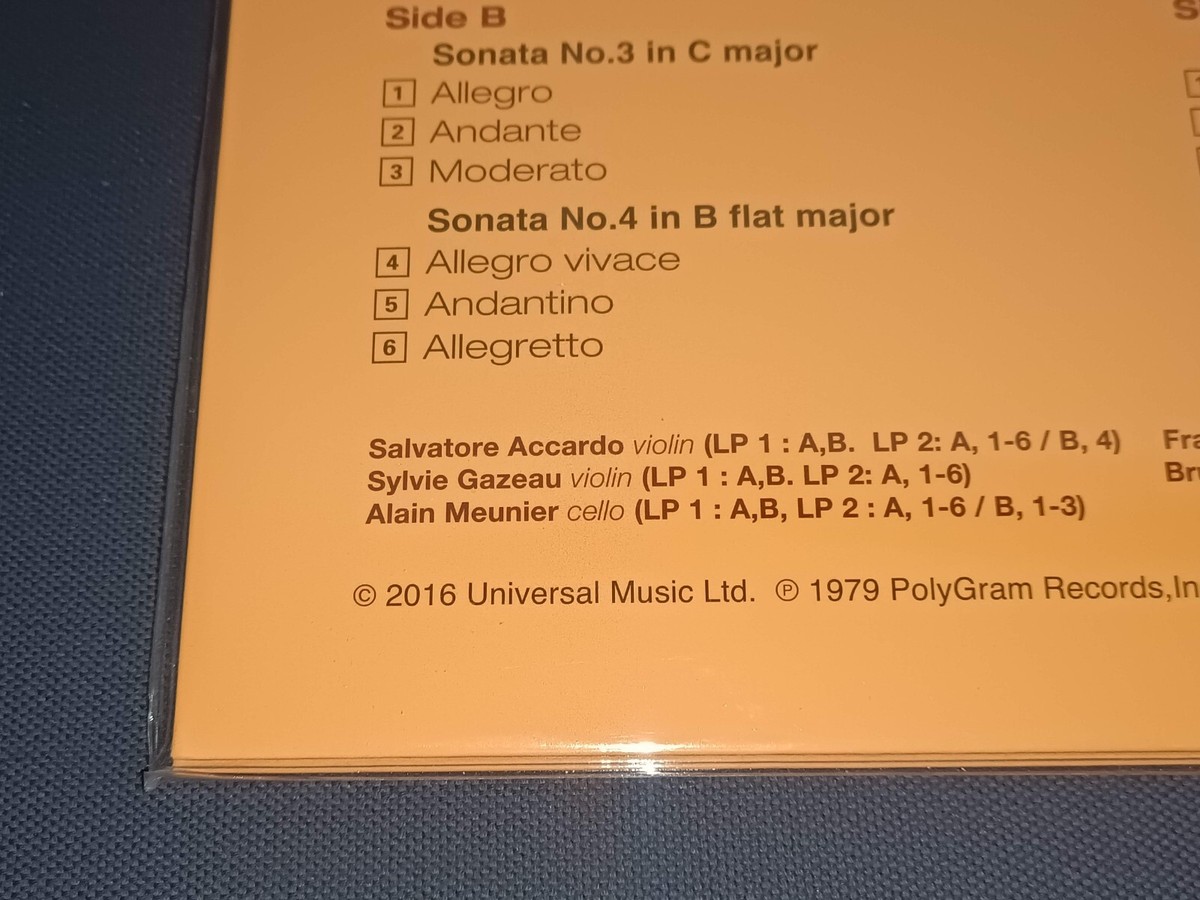 Side B
Sonata No.3 in C major
1 Allegro
2 Andante
3 Moderato
Sonata No.4 in B flat major
4 Allegro vivace
5 Andantino
6 Allegretto
Salvatore Accardo violin (LP 1 : A,B. LP 2: A, 1-6 / B, 4)
Sylvie Gazeau violin (LP 1 : A,B. LP 2: A, 1-6)
Alain Meunier cello (LP 1 : A,B, LP 2 : A, 1-6 / B, 1-3)
© 2016 Universal Music Ltd. ℗ 1979 PolyGram Records,In